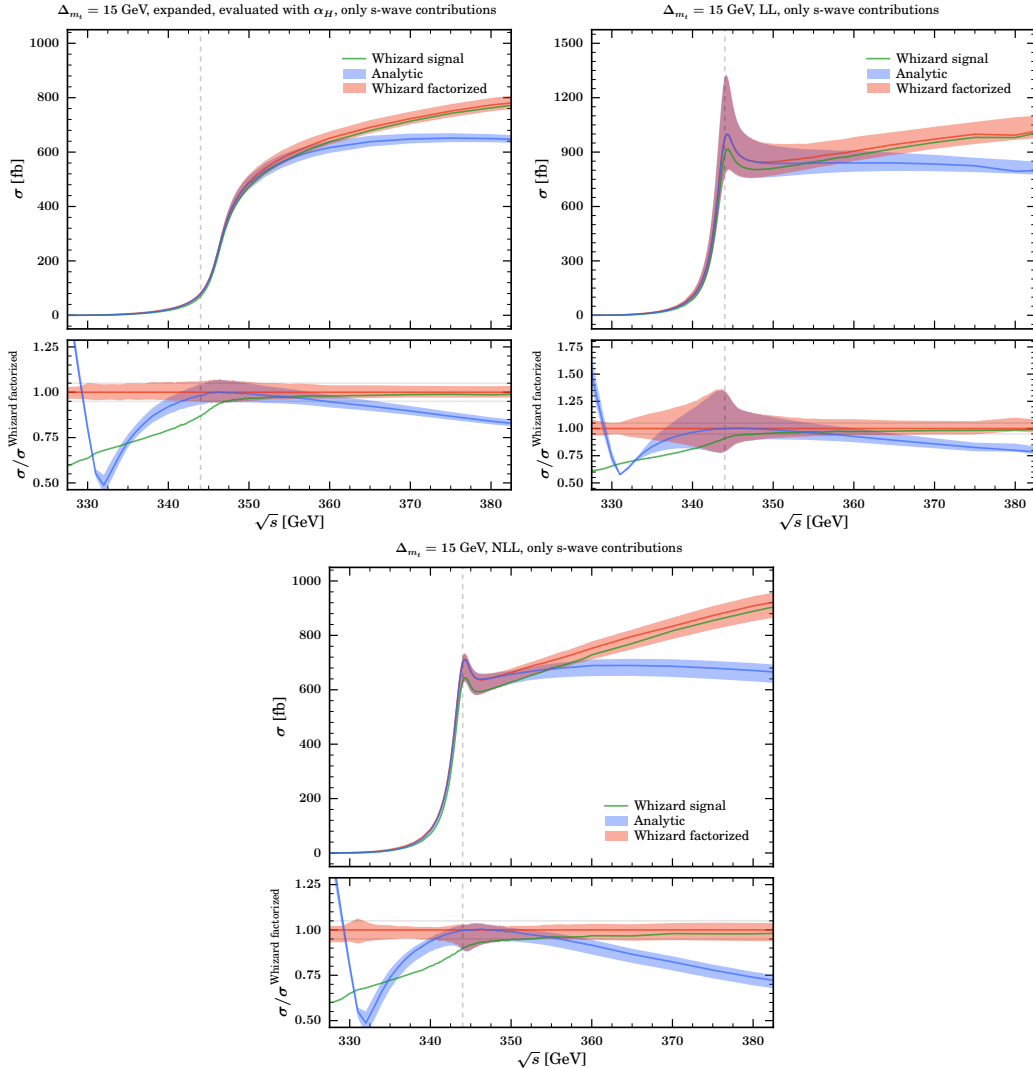 Δ_{m_t} = 15 GeV, expanded, evaluated with α_H, only s-wave contributions
1000
800
600
400
200
0
σ [fb]
Whizard signal
Analytic
Whizard factorized
1.25
1.00
0.75
0.50
σ/σ^{Whizard factorized}
330
340
350
360
370
380
√s [GeV]
Δ_{m_t} = 15 GeV, LL, only s-wave contributions
1500
1200
900
600
300
0
σ [fb]
Whizard signal
Analytic
Whizard factorized
1.75
1.50
1.25
1.00
0.75
0.50
σ/σ^{Whizard factorized}
330
340
350
360
370
380
√s [GeV]
Δ_{m_t} = 15 GeV, NLL, only s-wave contributions
1000
800
600
400
200
0
σ [fb]
Whizard signal
Analytic
Whizard factorized
1.25
1.00
0.75
0.50
σ/σ^{Whizard factorized}
330
340
350
360
370
380
√s [GeV]